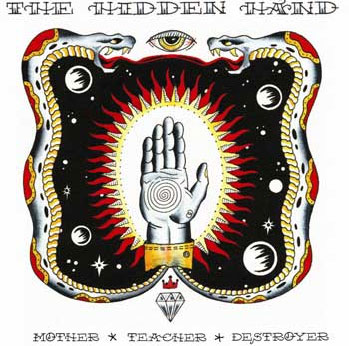 THE HIDDEN HAND
MOTHER ★ TEACHER ★ DESTROYER